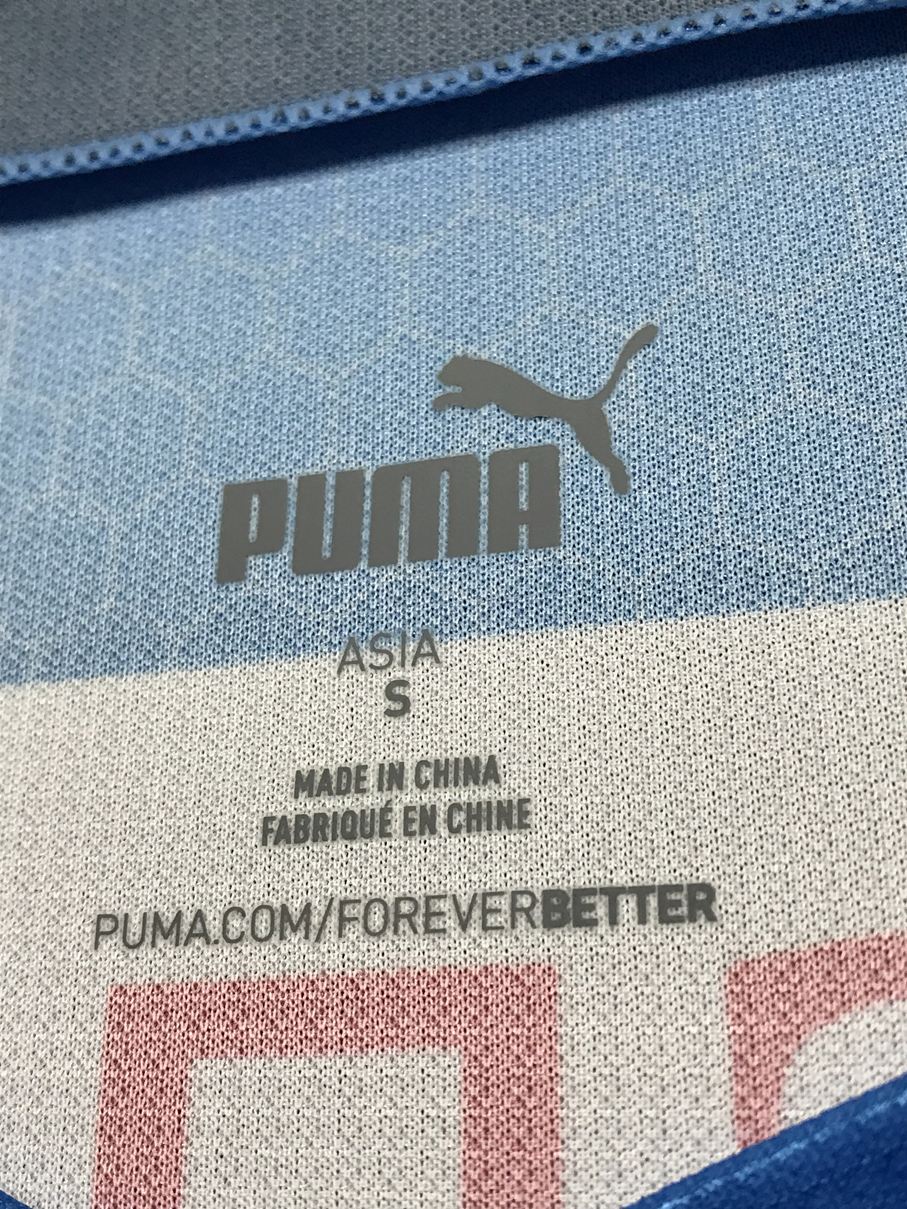 PUMA
ASIA
S
MADE IN CHINA
FABRIQUÉ EN CHINE
PUMA.COM/FOREVERBETTER